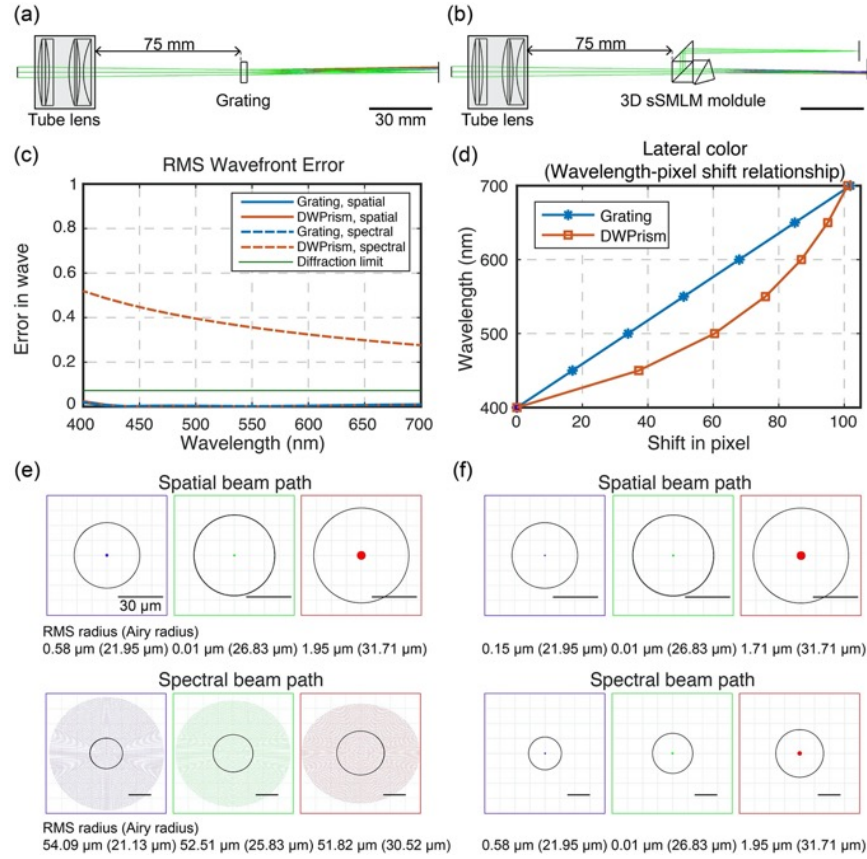 (a)
75 mm
Tube lens
Grating
30 mm
(b)
75 mm
Tube lens
3D sSMLM moldule
(c)
RMS Wavefront Error
Error in wave
1
0.8
0.6
0.4
0.2
0
Grating, spatial
DWPrism, spatial
Grating, spectral
DWPrism, spectral
Diffraction limit
400 450 500 550 600 650 700
Wavelength (nm)
(d)
Lateral color
(Wavelength-pixel shift relationship)
Wavelength (nm)
700
600
500
400
Grating
DWPrism
0 20 40 60 80 100
Shift in pixel
(e)
Spatial beam path
30 µm
RMS radius (Airy radius)
0.58 µm (21.95 µm) 0.01 µm (26.83 µm) 1.95 µm (31.71 µm)
Spectral beam path
RMS radius (Airy radius)
54.09 µm (21.13 µm) 52.51 µm (25.83 µm) 51.82 µm (30.52 µm)
(f)
Spatial beam path
0.15 µm (21.95 µm) 0.01 µm (26.83 µm) 1.71 µm (31.71 µm)
Spectral beam path
0.58 µm (21.95 µm) 0.01 µm (26.83 µm) 1.95 µm (31.71 µm)